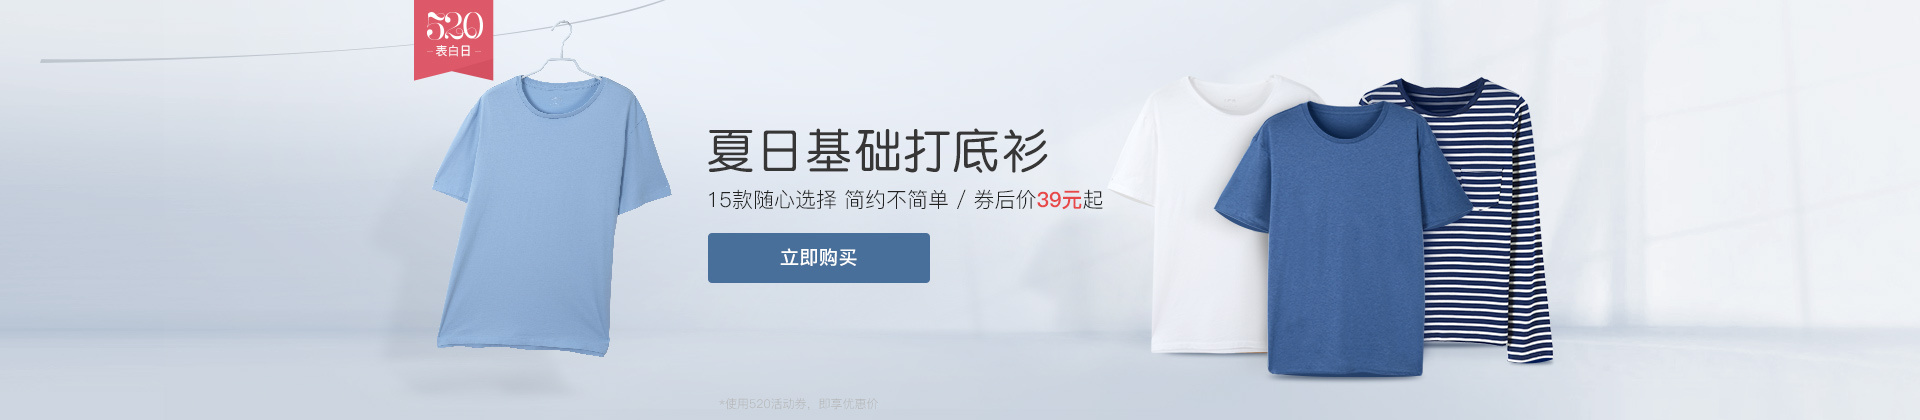 520
表白日
夏日基础打底衫
15款随心选择 简约不简单 / 券后价39元起
立即购买
*使用520活动券，即享优惠价